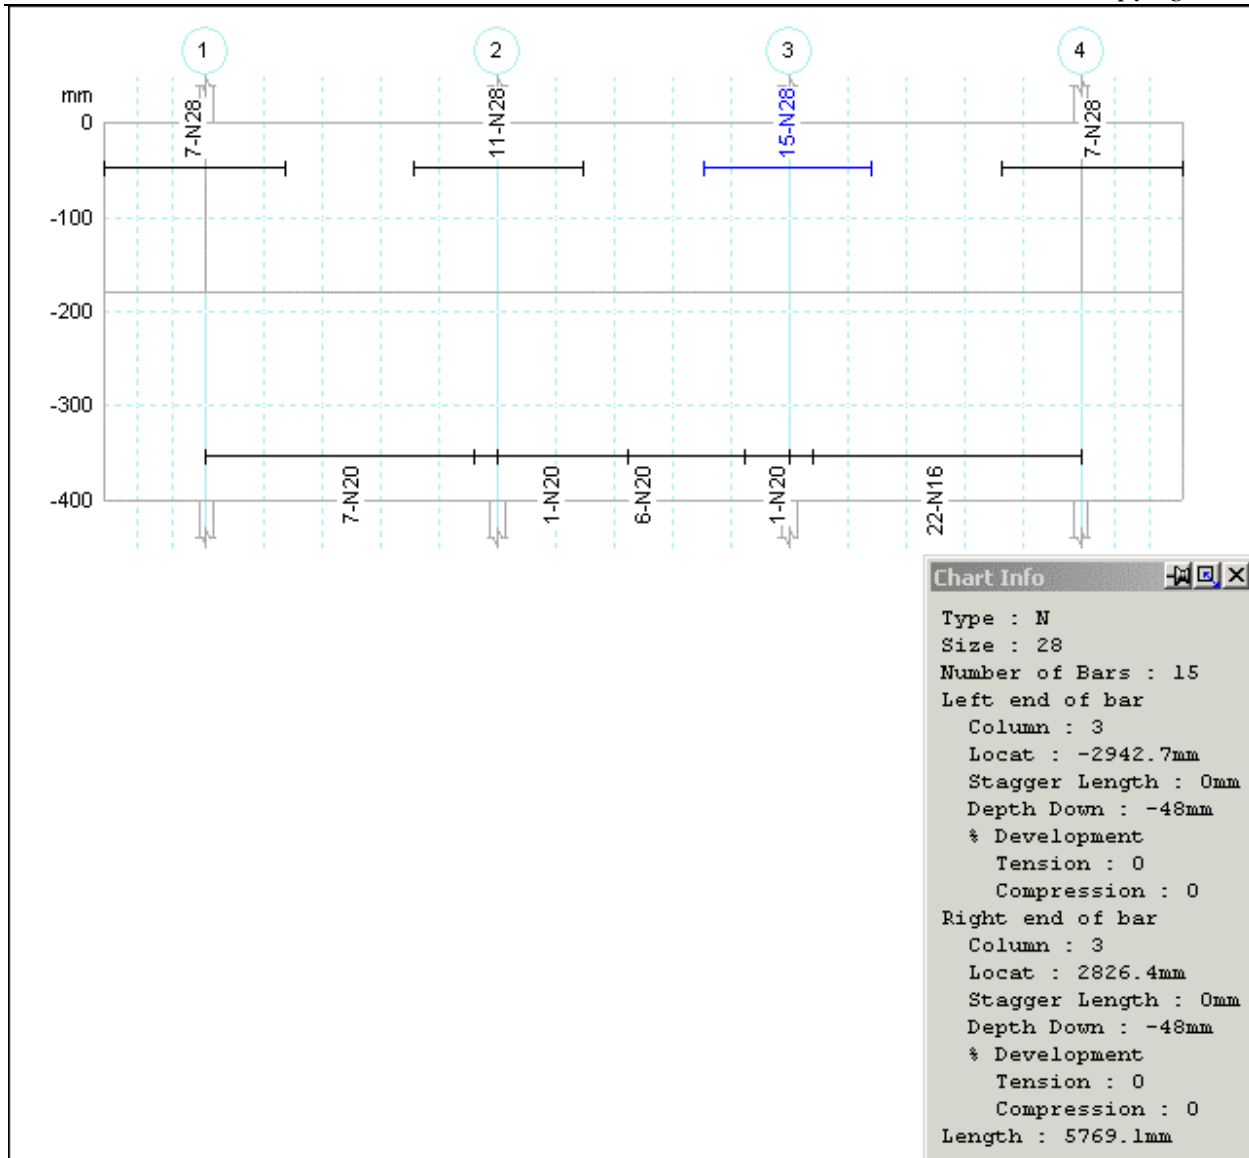 1 2 3 4
mm
0
-100
-200
-300
-400
7-N28
11-N28
15-N28
7-N28
7-N20
1-N20
6-N20
1-N20
22-N16
Chart Info
Type : N
Size : 28
Number of Bars : 15
Left end of bar
Column : 3
Locat : -2942.7mm
Stagger Length : 0mm
Depth Down : -48mm
% Development
Tension : 0
Compression : 0
Right end of bar
Column : 3
Locat : 2826.4mm
Stagger Length : 0mm
Depth Down : -48mm
% Development
Tension : 0
Compression : 0
Length : 5769.1mm